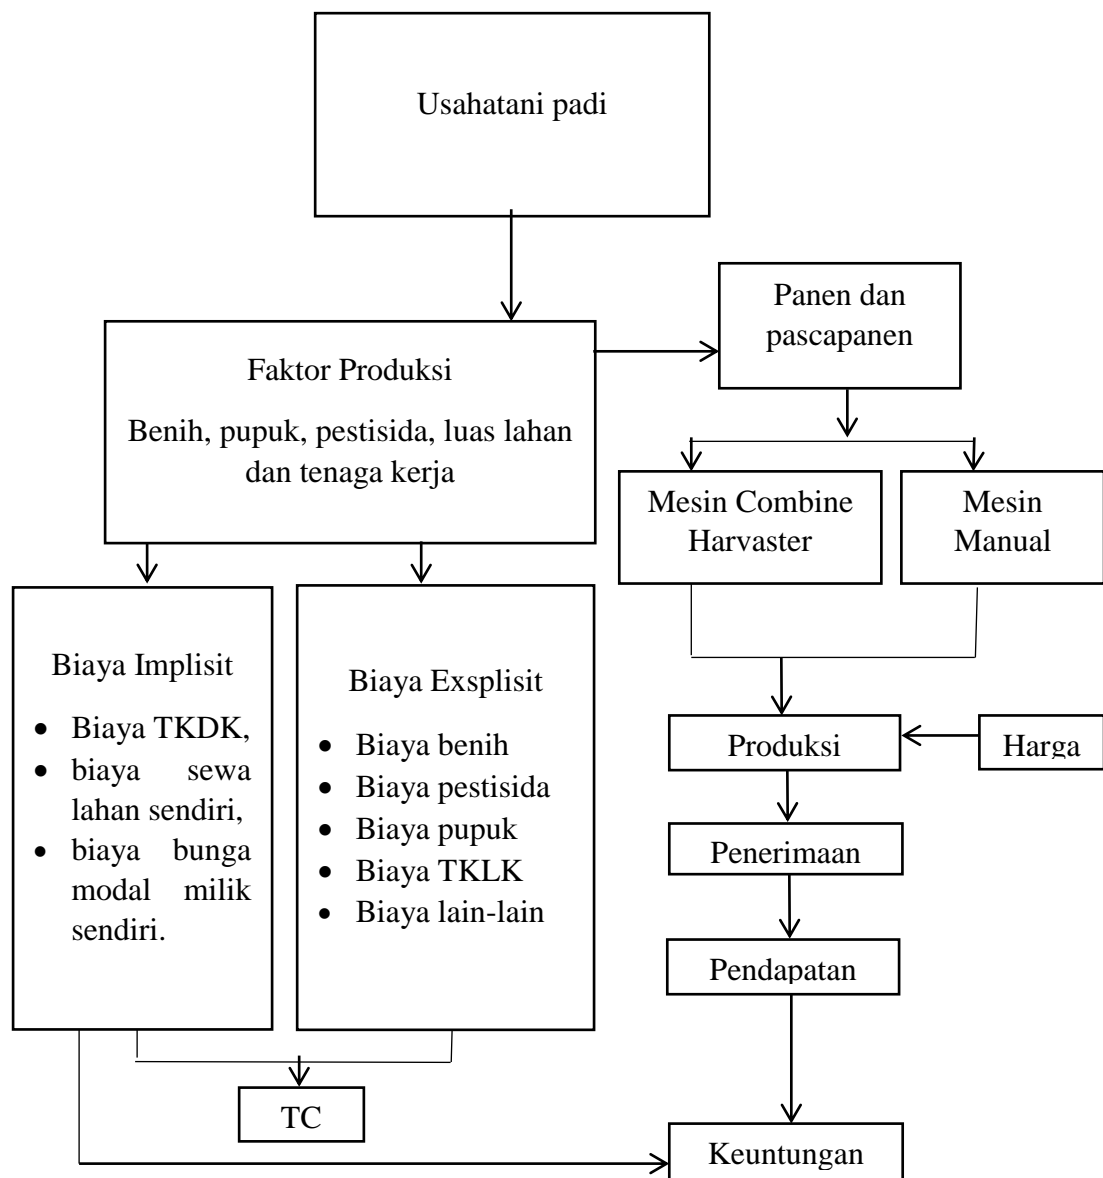 Usahatani padi
Faktor Produksi
Benih, pupuk, pestisida, luas lahan
dan tenaga kerja
Panen dan
pascapanen
Mesin Combine
Harvaster
Mesin
Manual
Biaya Implisit
• Biaya TKDK,
• biaya sewa
lahan sendiri,
• biaya bunga
modal milik
sendiri.
Biaya Exsplisit
• Biaya benih
• Biaya pestisida
• Biaya pupuk
• Biaya TKLK
• Biaya lain-lain
Produksi
Harga
Penerimaan
Pendapatan
TC
Keuntungan